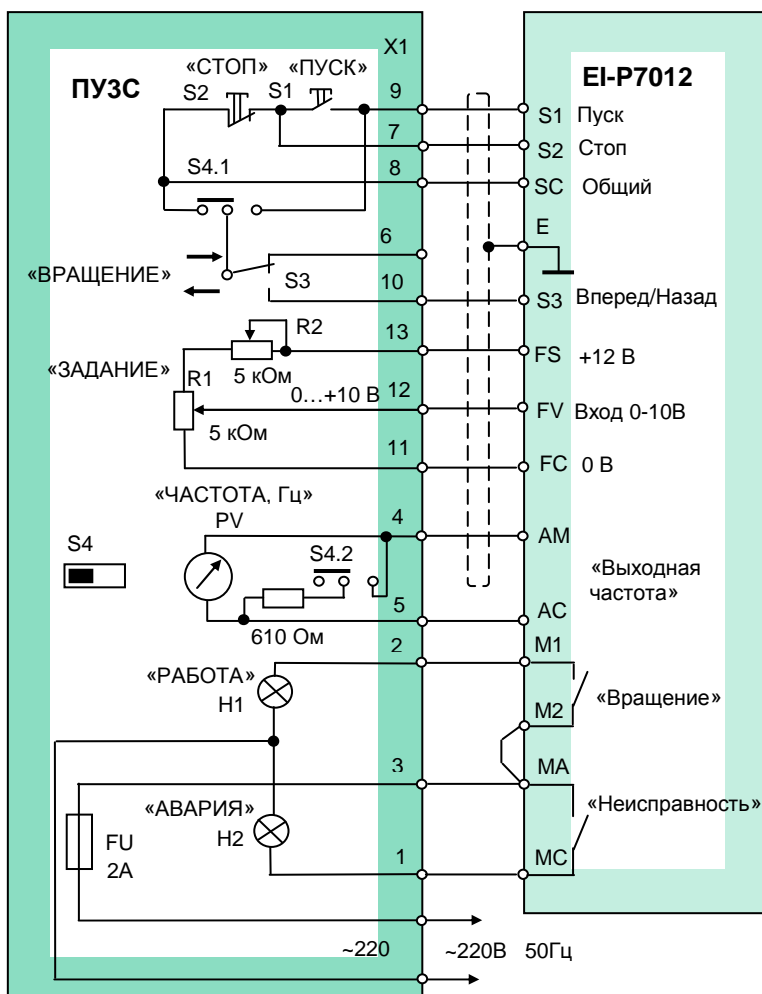 X1
ПУ3С
«СТОП» «ПУСК»
S2 S1 9
7
8
S4.1
6
«ВРАЩЕНИЕ»
S3 10
13
R2
«ЗАДАНИЕ»
5 кОм
R1
0…+10 В 12
5 кОм
11
«ЧАСТОТА, Гц»
PV
4
S4
S4.2
5
610 Ом
2
«РАБОТА»
H1
3
«АВАРИЯ»
H2
FU
2А
1
~220
~220В 50Гц
EI-P7012
S1 Пуск
S2 Стоп
SC Общий
E
S3 Вперед/Назад
FS +12 В
FV Вход 0-10В
FC 0 В
AM
«Выходная
частота»
AC
M1
«Вращение»
M2
MA
«Неисправность»
MC